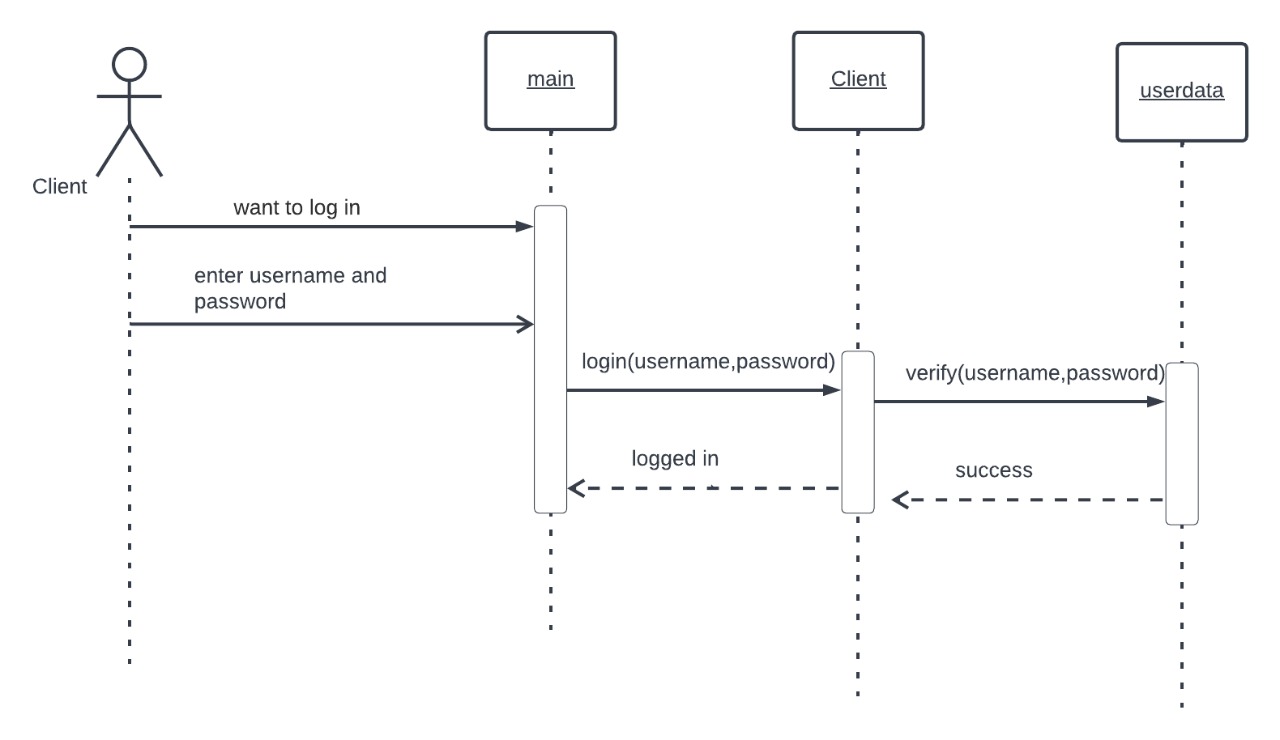 main
Client
userdata
Client
want to log in
enter username and
password
login(username,password)
verify(username,password)
logged in
success